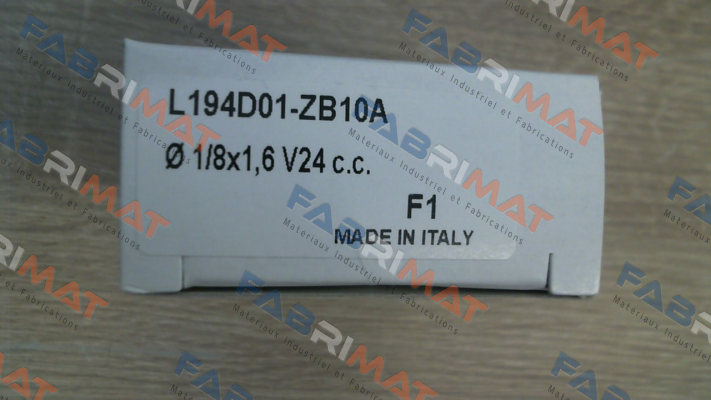 L194D01-ZB10A
Ø 1/8x1,6 V24 c.c.
F1
MADE IN ITALY
FABRIMAT
Materiaux Industriel et Fabrications